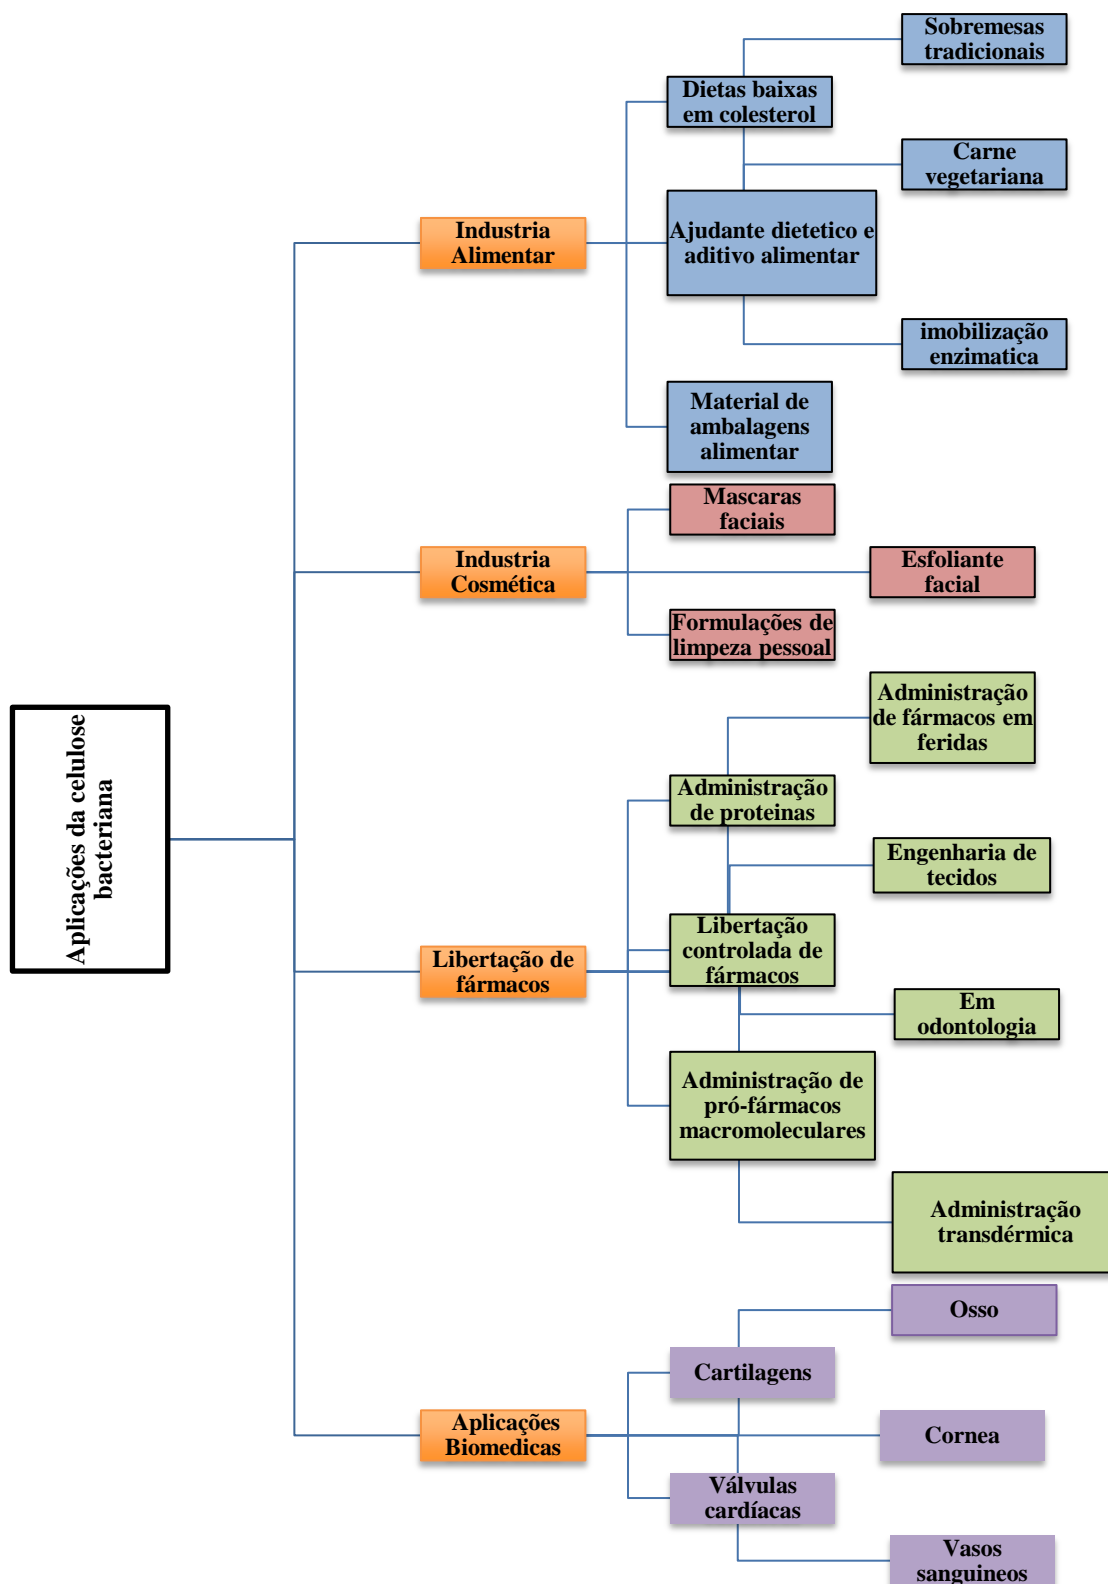 Sobremesas
tradicionais
Dietas baixas
em colesterol
Carne
vegetariana
Industria
Alimentar
Ajudante dietetico e
aditivo alimentar
imobilização
enzimatica
Material de
ambalagens
alimentar
Mascaras
faciais
Industria
Cosmética
Esfoliante
facial
Formulações de
limpeza pessoal
Aplicações da celulose
bacteriana
Administração
de fármacos em
feridas
Administração
de proteinas
Engenharia de
tecidos
Libertação de
fármacos
Libertação
controlada de
fármacos
Em
odontologia
Administração de
pró-fármacos
macromoleculares
Administração
transdérmica
Osso
Cartilagens
Aplicações
Biomedicas
Cornea
Válvulas
cardíacas
Vasos
sanguineos